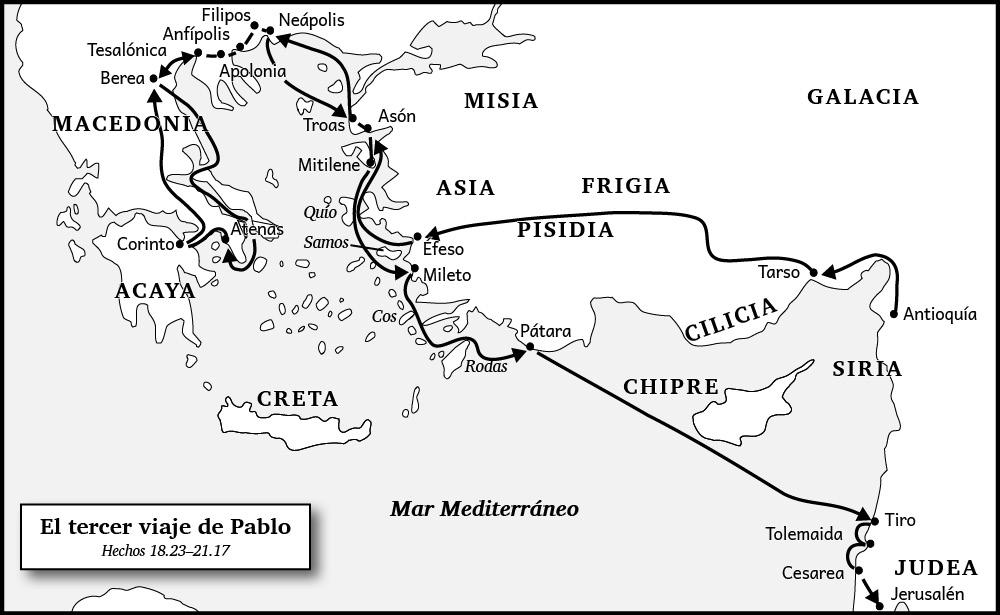 Filipos
Neápolis
Anfípolis
Tesalónica
Apolonia
Berea
MISIA
GALACIA
MACEDONIA
Troas
Asón
Mitilene
ASIA
FRIGIA
Quío
PISIDIA
Atenas
Corinto
Samos
Éfeso
Mileto
Tarso
ACAYA
Cos
Antioquía
CILICIA
Pátara
Rodas
SIRIA
CHIPRE
CRETA
Mar Mediterráneo
El tercer viaje de Pablo
Hechos 18.23–21.17
Tiro
Tolemaida
Cesarea
JUDEA
Jerusalén